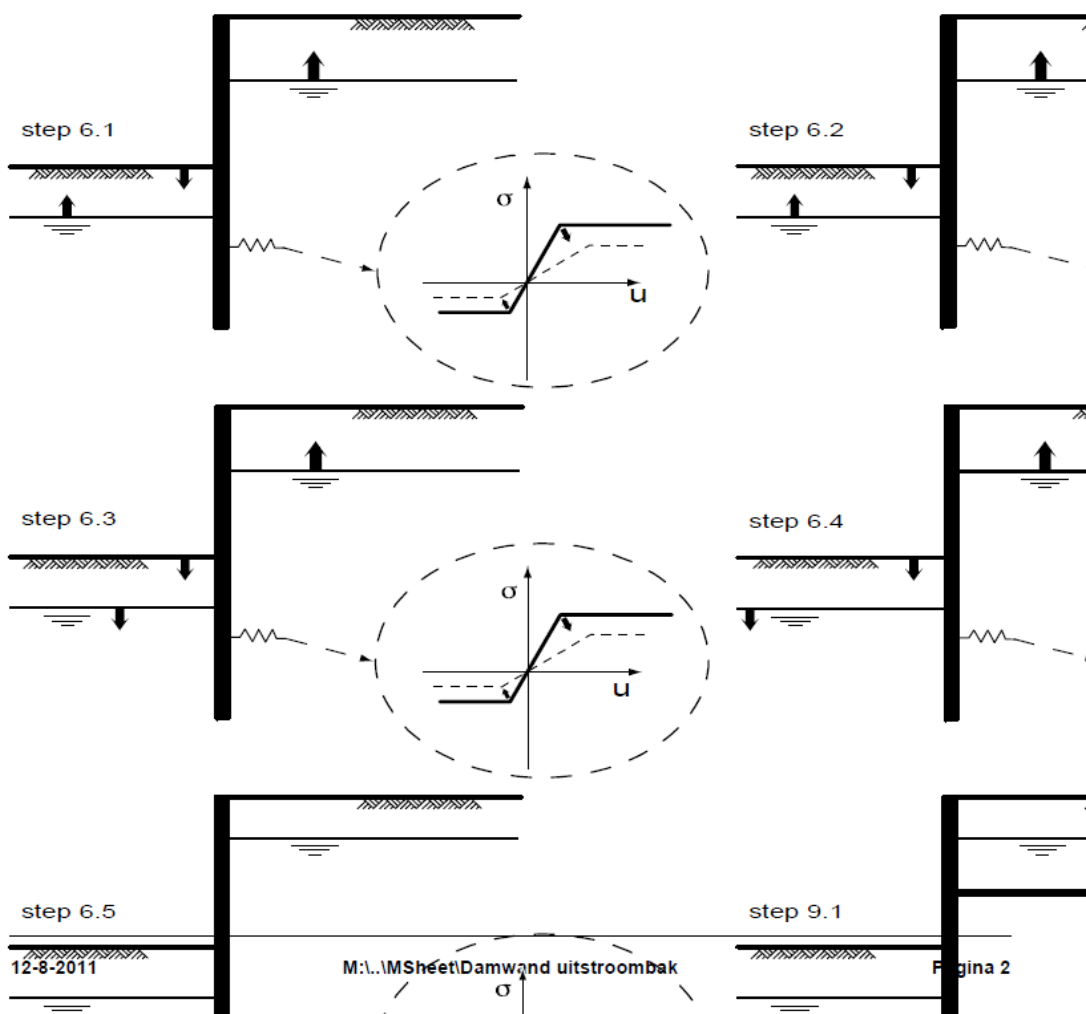 step 6.1
step 6.2
σ
u
step 6.3
step 6.4
σ
u
step 6.5
step 9.1
12-8-2011
M:\..\MSheet\Damwand uitstroombak
Pagina 2
σ